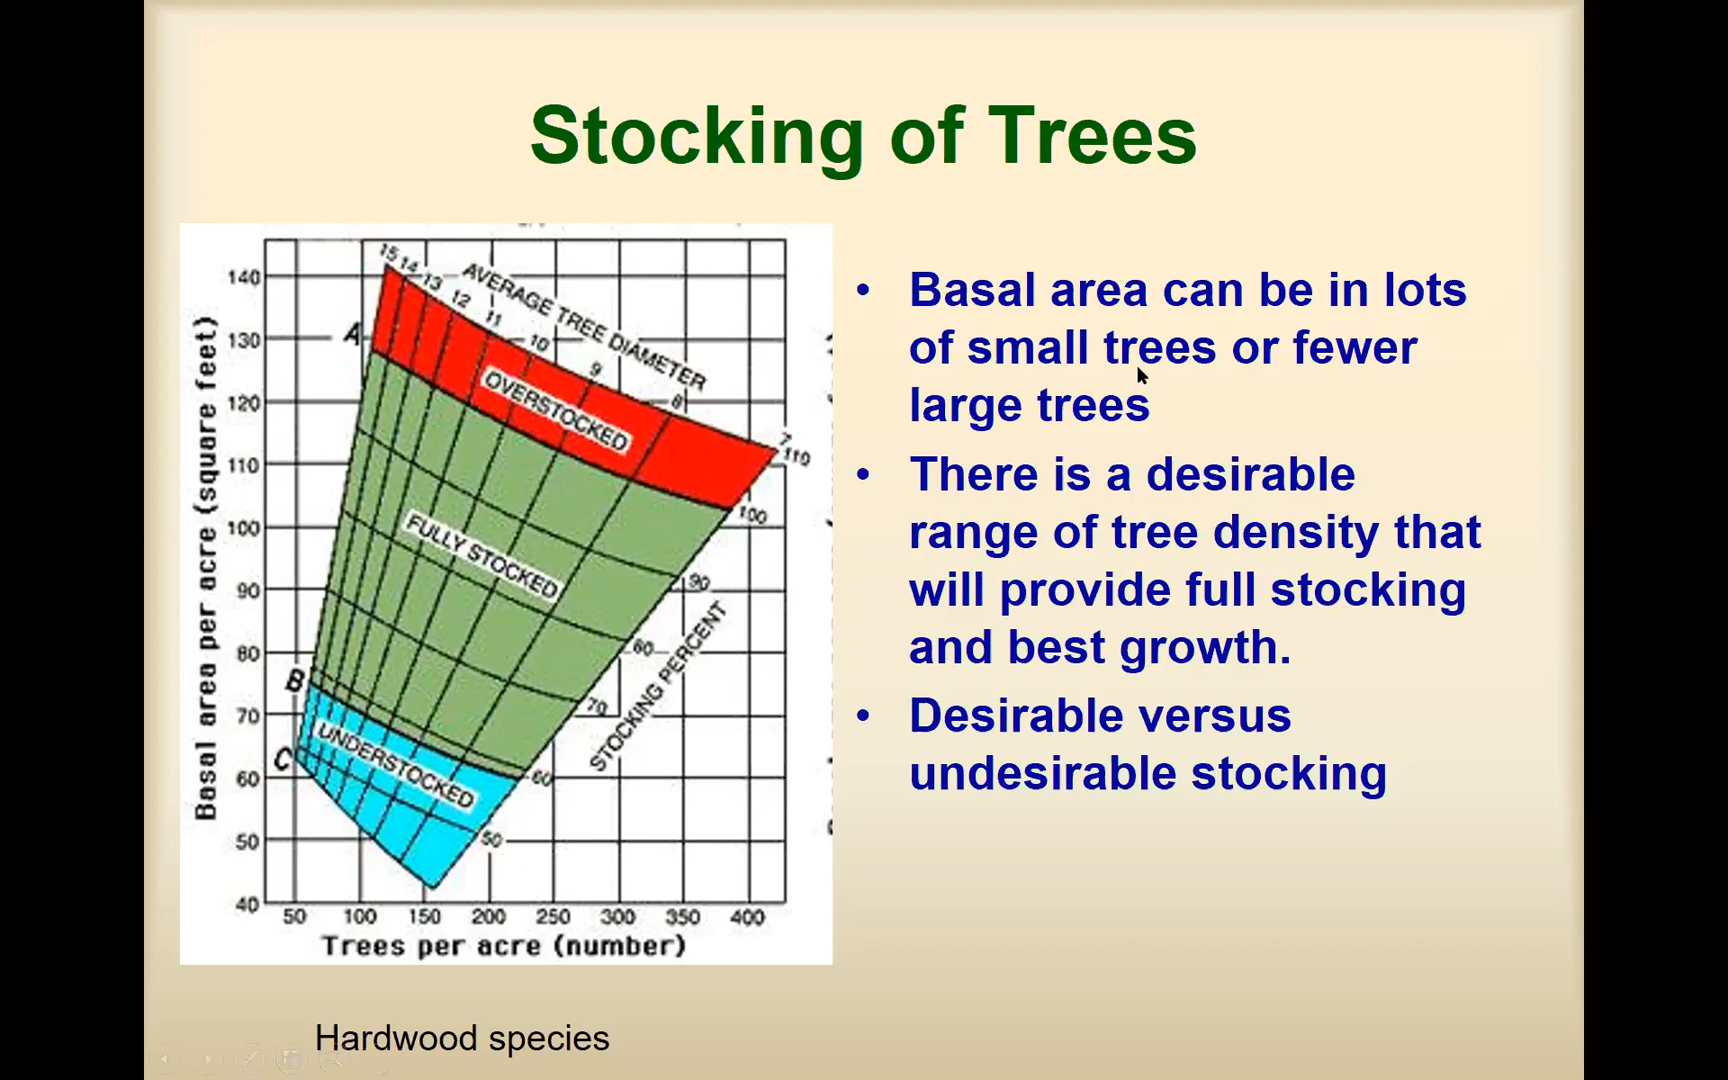 Stocking of Trees
140
130
120
110
100
90
80
70
60
50
40
50 100 150 200 250 300 350 400
Basal area per acre (square feet)
Trees per acre (number)
15 14 13 12 11 10 9 8 7
AVERAGE TREE DIAMETER
A
OVERSTOCKED
110
100
FULLY STOCKED
90
80
STOCKING PERCENT
B
70
UNDERSTOCKED
C
60
50
• Basal area can be in lots
of small trees or fewer
large trees
• There is a desirable
range of tree density that
will provide full stocking
and best growth.
• Desirable versus
undesirable stocking
Hardwood species